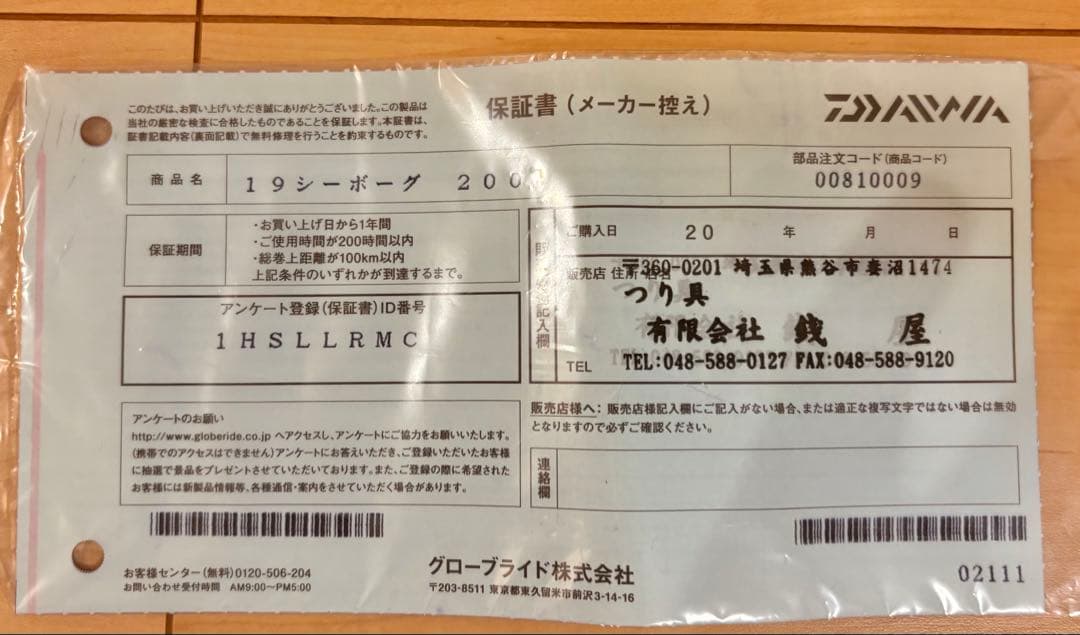 このたびは、お買い上げいただき誠にありがとうございました。この製品は
当社の厳密な検査に合格したものであることを保証します。本証書は、
証書記載内容(裏面記載)で無料修理を行うことを約束するものです。
保証書(メーカー控え)
DAIWA
商品名
19シーボーグ 200
部品注文コード(商品コード)
00810009
保証期間
・お買い上げ日から1年間
・ご使用時間が200時間以内
・総巻上距離が100km以内
上記条件のいずれかが到達するまで。
アンケート登録(保証書)ID番号
1HSLLRMC
ご購入日 20 年 月 日
記入欄
販売店 住所
〒360-0201 埼玉県熊谷市妻沼1474
つり具
有限会社 銭屋
TEL
TEL:048-588-0127 FAX:048-588-9120
アンケートのお願い
http://www.globeride.co.jp へアクセスし、アンケートにご協力をお願いいたします。
(携帯でのアクセスはできません)アンケートにお答えいただき、ご登録いただいたお客様
に抽選で景品をプレゼントさせていただいております。また、ご登録の際に希望された
お客様には新製品情報等、各種通信・案内をさせていただく場合があります。
販売店様へ:販売店様記入欄にご記入がない場合、または適正な複写文字ではない場合は無効
となりますので必ずご確認ください。
連絡欄
お客様センター(無料)0120-506-204
お問い合わせ受付時間 AM9:00~PM5:00
グローブライド株式会社
〒203-8511 東京都東久留米市前沢3-14-16
02111